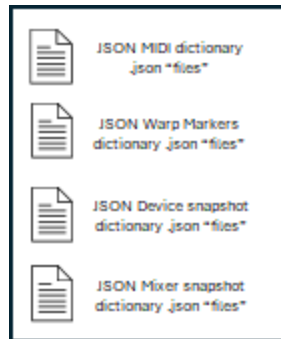 JSON MIDI dictionary
.json “files”
JSON Warp Markers
dictionary .json “files”
JSON Device snapshot
dictionary .json “files”
JSON Mixer snapshot
dictionary .json “files”